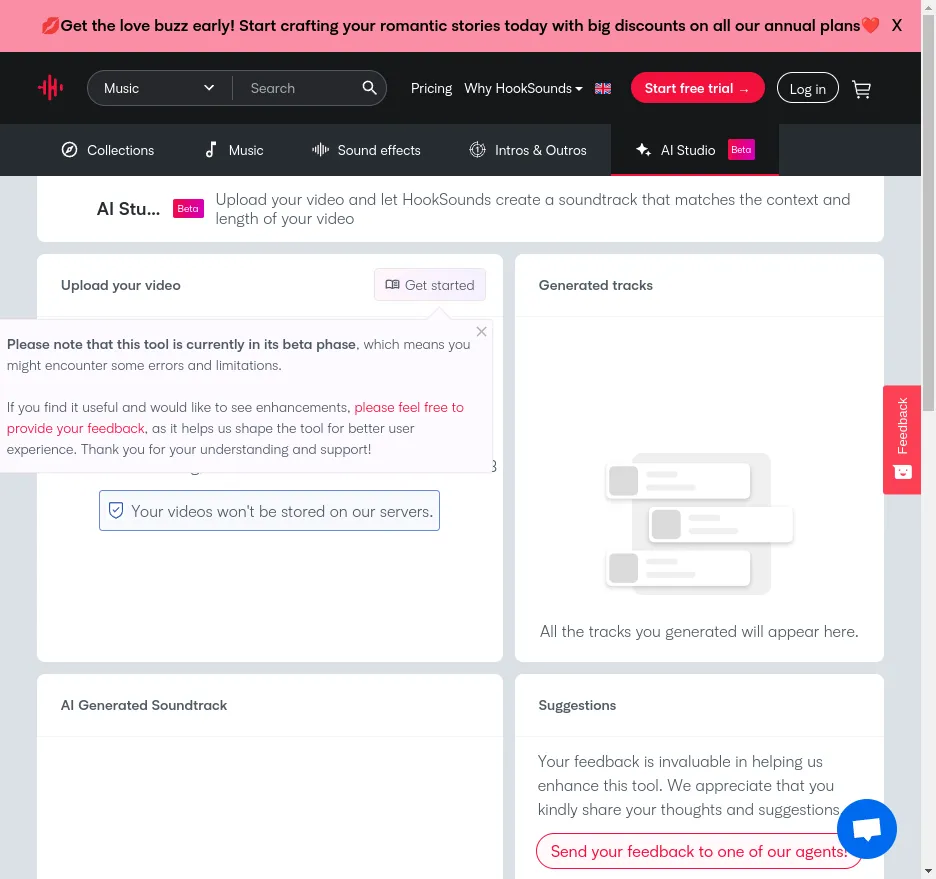 💋Get the love buzz early! Start crafting your romantic stories today with big discounts on all our annual plans❤️ X
Music Search Pricing Why HookSounds Start free trial → Log in
Collections Music Sound effects Intros & Outros AI Studio Beta
AI Stu... Beta
Upload your video and let HookSounds create a soundtrack that matches the context and
length of your video
Upload your video Get started
Generated tracks
Please note that this tool is currently in its beta phase, which means you
might encounter some errors and limitations.
If you find it useful and would like to see enhancements, please feel free to
provide your feedback, as it helps us shape the tool for better user
experience. Thank you for your understanding and support!
Your videos won't be stored on our servers.
All the tracks you generated will appear here.
Feedback
AI Generated Soundtrack
Suggestions
Your feedback is invaluable in helping us
enhance this tool. We appreciate that you
kindly share your thoughts and suggestions
Send your feedback to one of our agents!